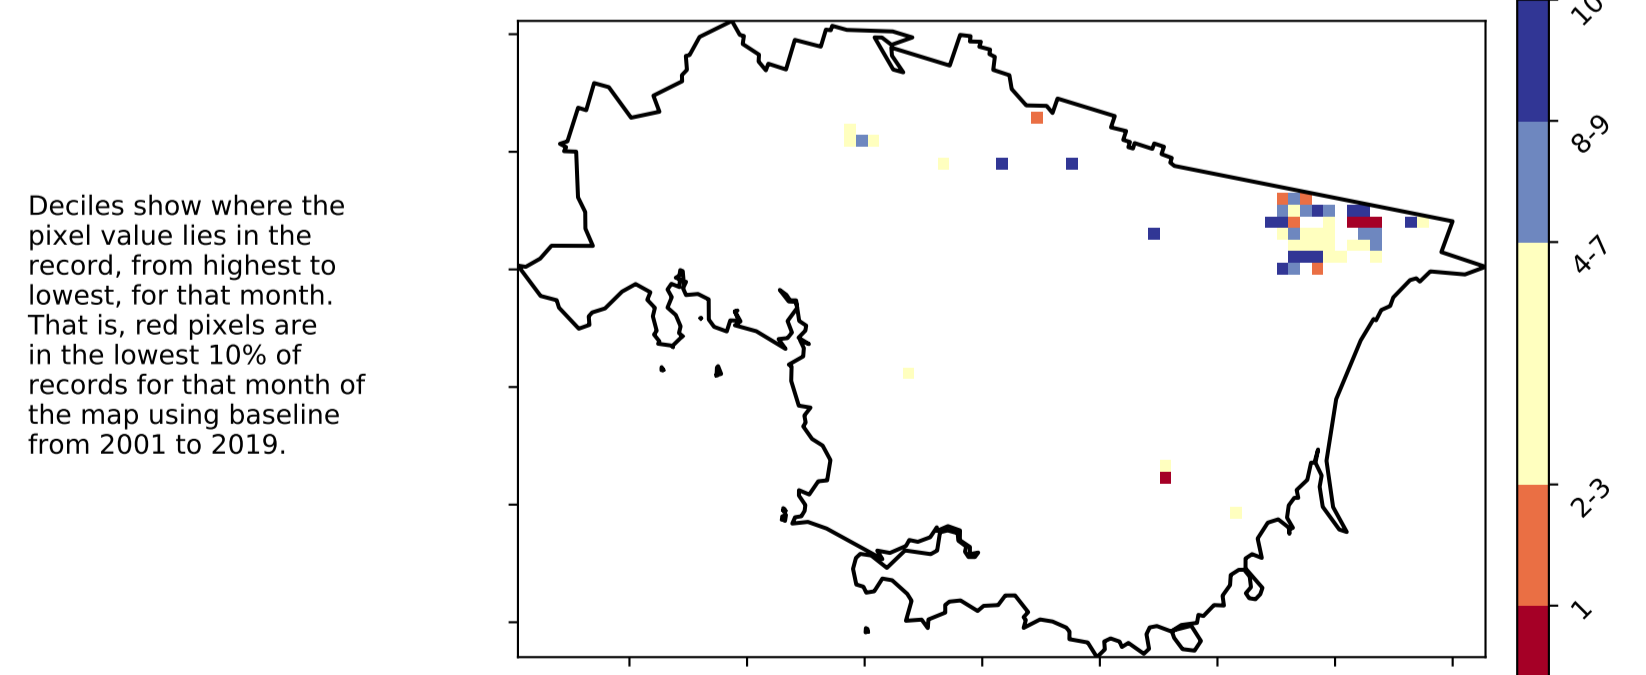 Deciles show where the
pixel value lies in the
record, from highest to
lowest, for that month.
That is, red pixels are
in the lowest 10% of
records for that month of
the map using baseline
from 2001 to 2019.
10
8-9
4-7
2-3
1